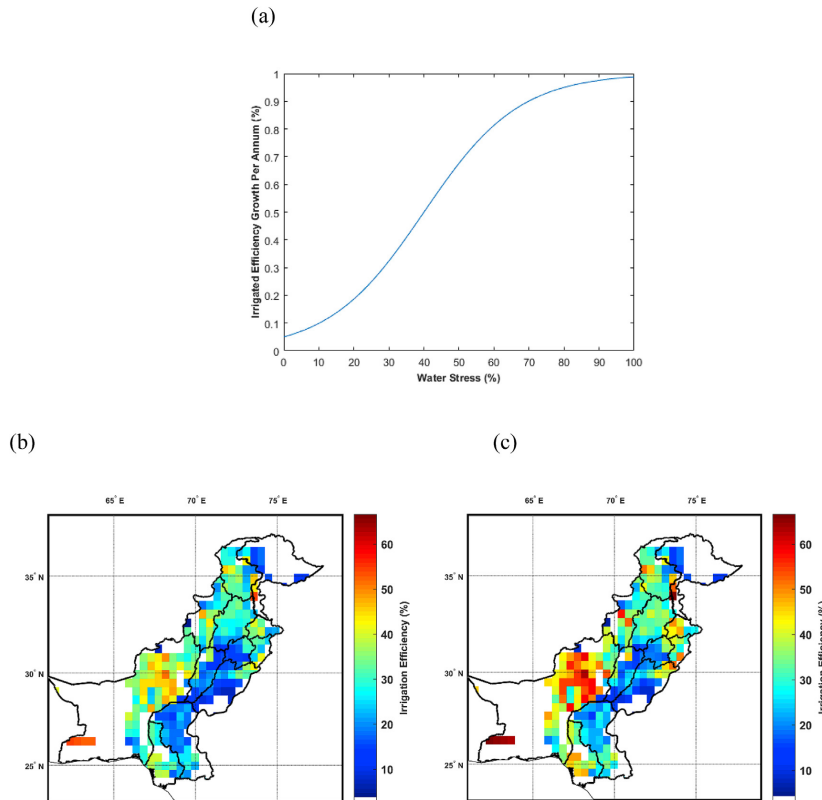 (a)
1
0.9
0.8
0.7
0.6
0.5
0.4
0.3
0.2
0.1
0
Irrigated Efficiency Growth Per Annum (%)
0 10 20 30 40 50 60 70 80 90 100
Water Stress (%)
(b)
65° E 70° E 75° E
35° N
30° N
25° N
60
50
40
30
20
10
Irrigation Efficiency (%)
(c)
65° E 70° E 75° E
35° N
30° N
25° N
60
50
40
30
20
10
Irrigation Efficiency (%)